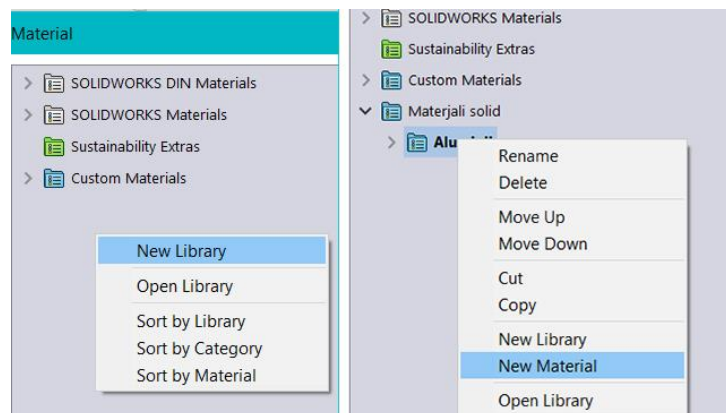 Material
SOLIDWORKS DIN Materials
SOLIDWORKS Materials
Sustainability Extras
Custom Materials
New Library
Open Library
Sort by Library
Sort by Category
Sort by Material
SOLIDWORKS Materials
Sustainability Extras
Custom Materials
Materjali solid
Rename
Delete
Move Up
Move Down
Cut
Copy
New Library
New Material
Open Library